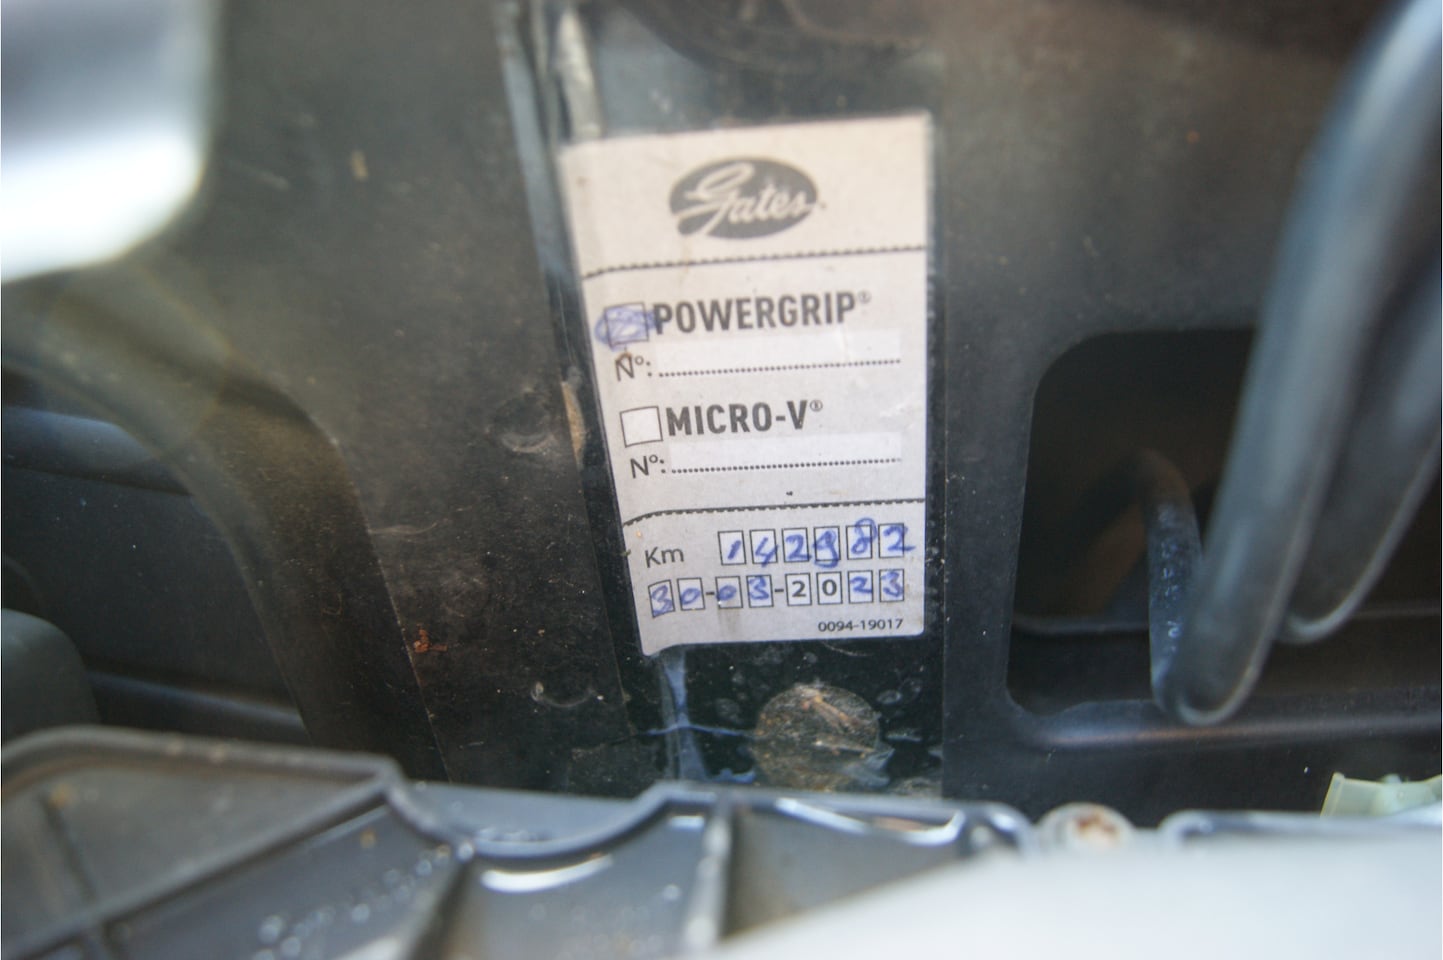 Gates
POWERGRIP®
Nº:
MICRO-V®
Nº:
Km 142982
30-03-2023
0094-19017